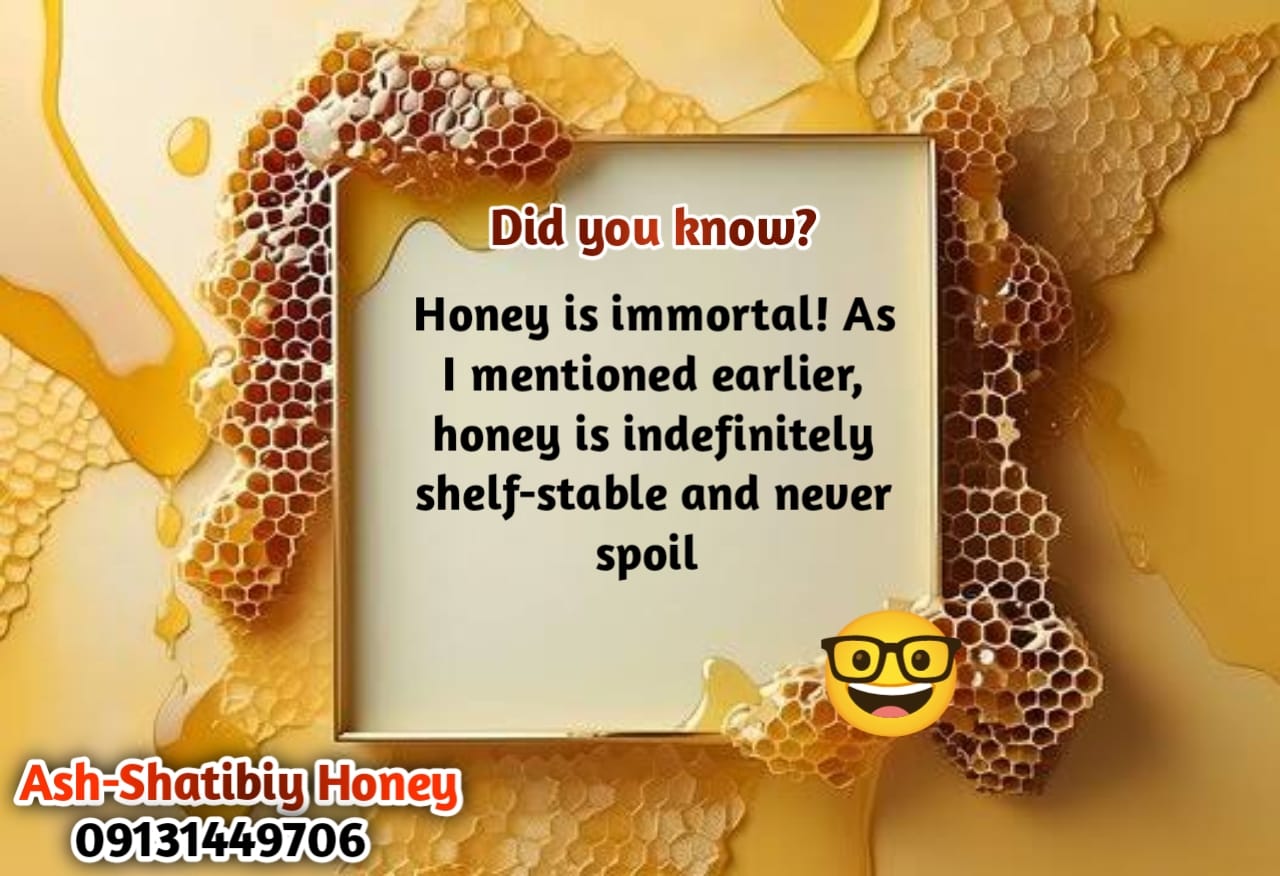 Did you know?
Honey is immortal! As
I mentioned earlier,
honey is indefinitely
shelf-stable and never
spoil
Ash-Shatibiy Honey
09131449706